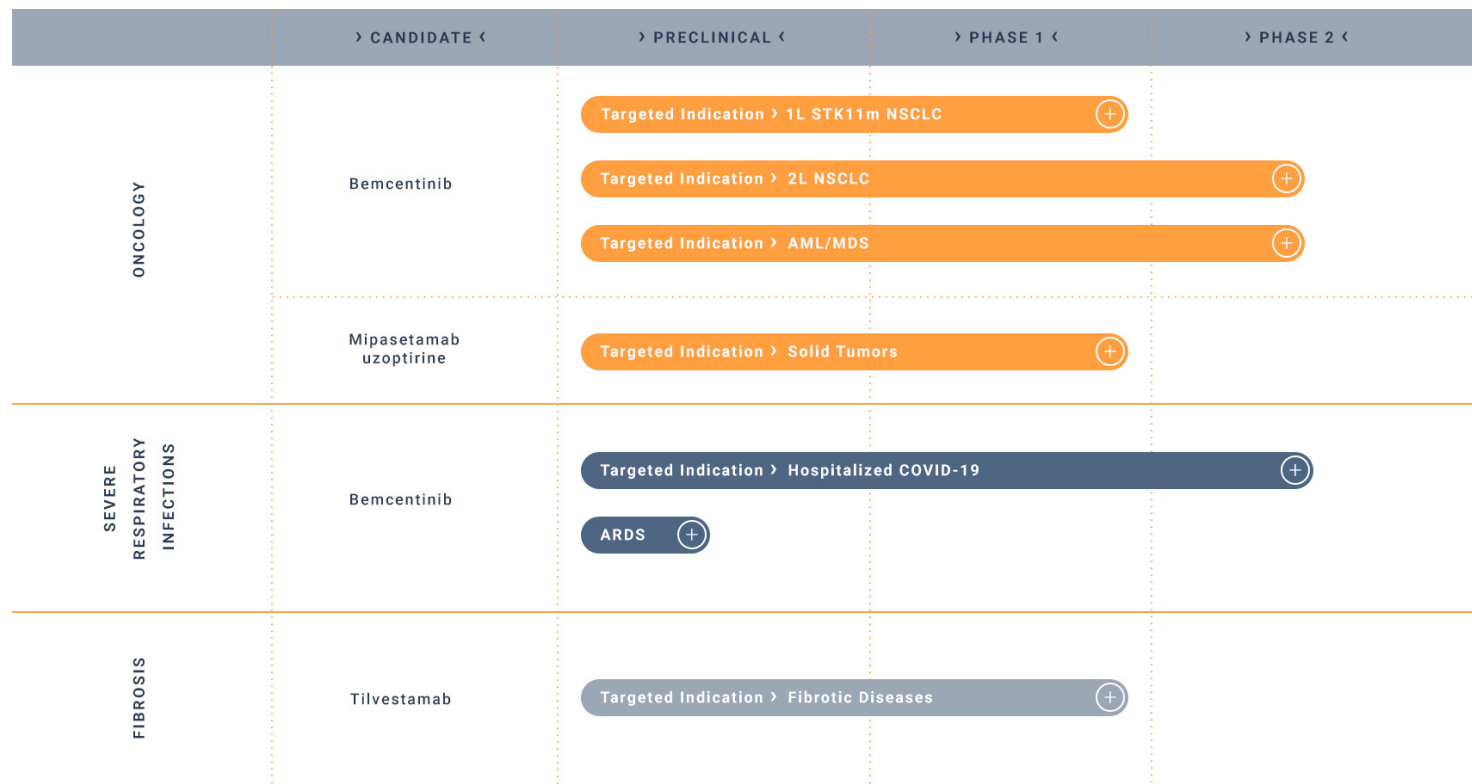 › CANDIDATE ‹
› PRECLINICAL ‹
› PHASE 1 ‹
› PHASE 2 ‹
ONCOLOGY
Bemcentinib
Targeted Indication › 1L STK11m NSCLC
Targeted Indication › 2L NSCLC
Targeted Indication › AML/MDS
Mipasetamab
uzoptirine
Targeted Indication › Solid Tumors
SEVERE
RESPIRATORY
INFECTIONS
Bemcentinib
Targeted Indication › Hospitalized COVID-19
ARDS
FIBROSIS
Tilvestamab
Targeted Indication › Fibrotic Diseases